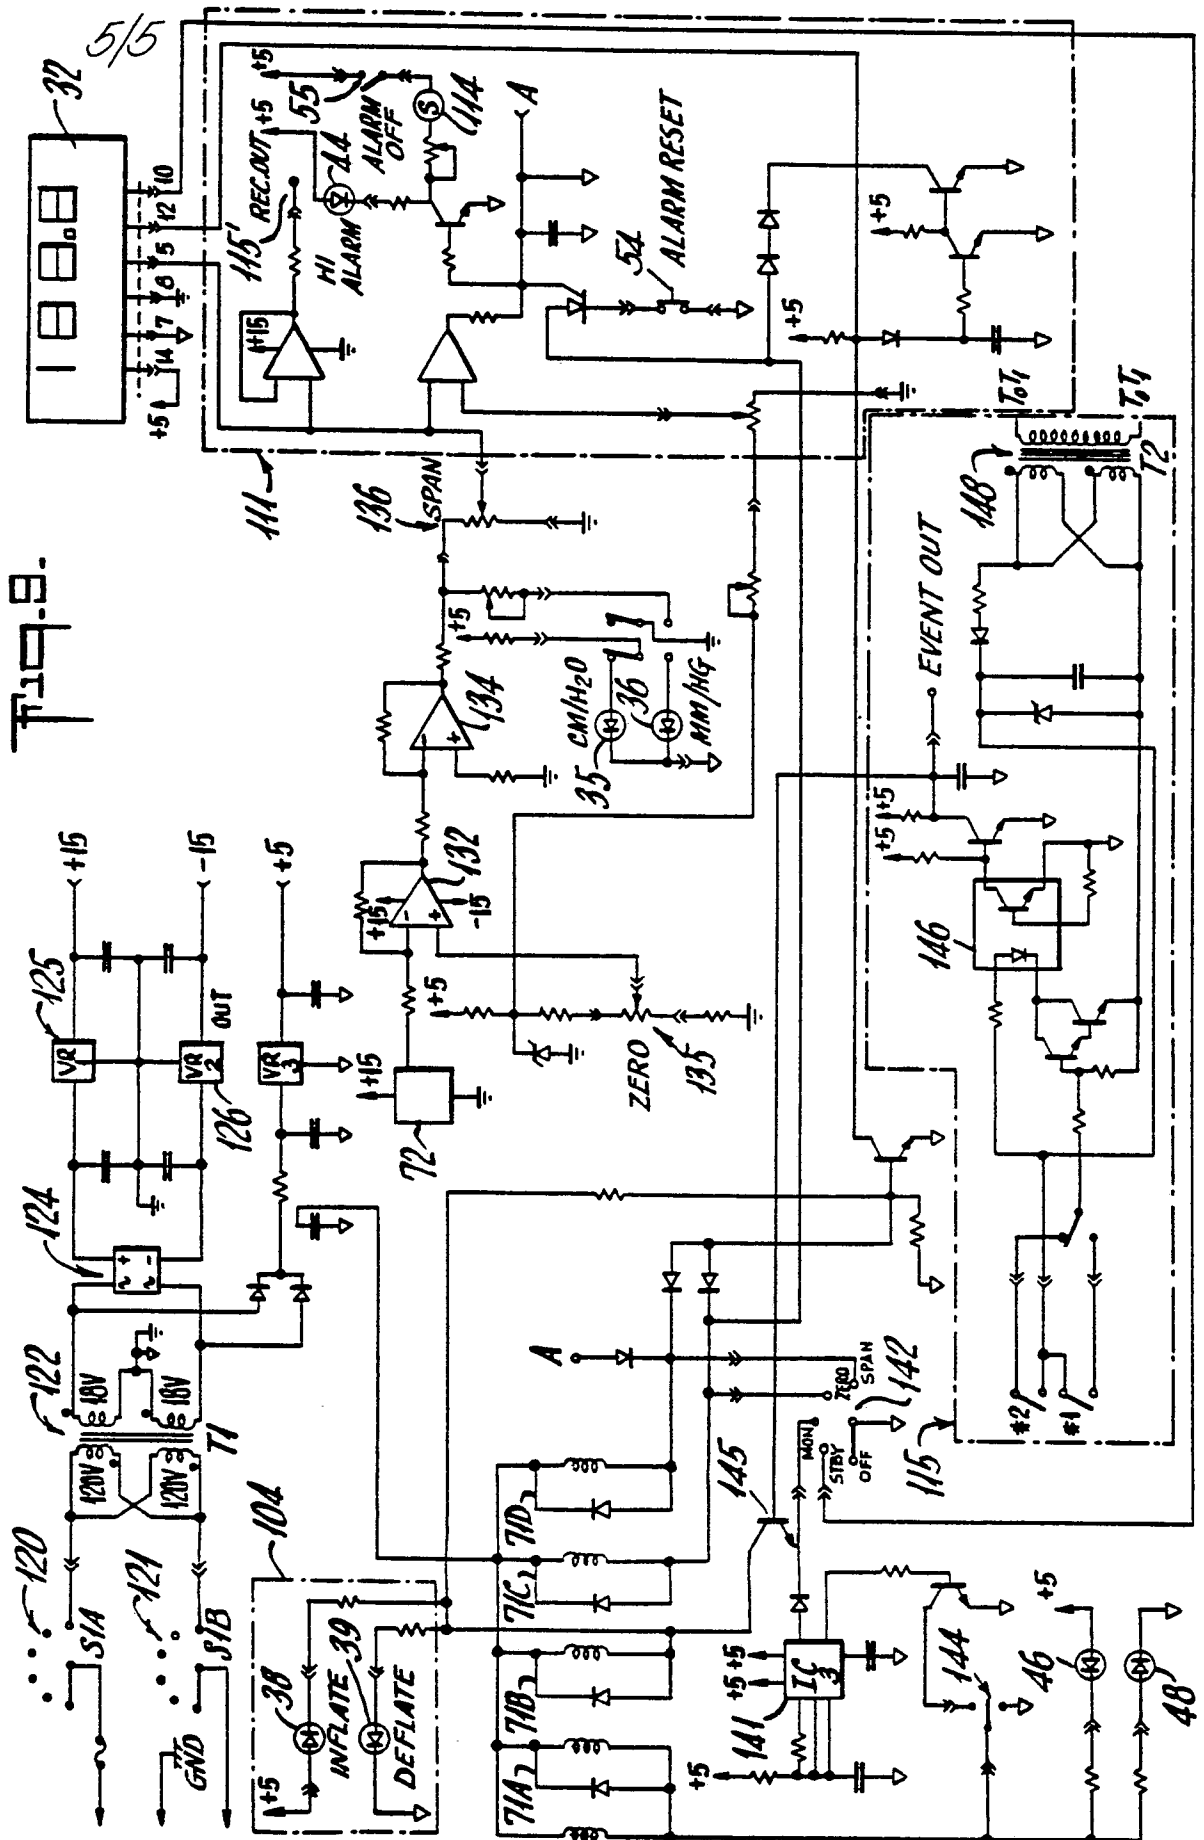 5/5
Fig. 9.
32
+5
14
7
6
5
12
10
111
115'
REC.OUT
+5
+5
55
HI
ALARM
44
ALARM
OFF
S
114
+15
A
54
ALARM RESET
+5
+5
136
SPAN
+5
134
+
-
CM/H2O
35
36
MM/HG
132
+15
-15
-
+
+5
+15
72
ZERO
135
+15
-15
+5
125
VR
VR
2
OUT
126
VR
3
124
~ +
~ -
122
18V
18V
T1
120V
120V
120
S1A
121
S1B
GND
104
38
INFLATE
39
DEFLATE
+5
71A
71B
71C
71D
A
145
MON
ZERO
SPAN
STBY
OFF
142
141
IC
3
+5
+5
+5
144
+5
46
48
115
#2
#1
146
+5
+5
EVENT OUT
148
T2
T0T1
T0T1